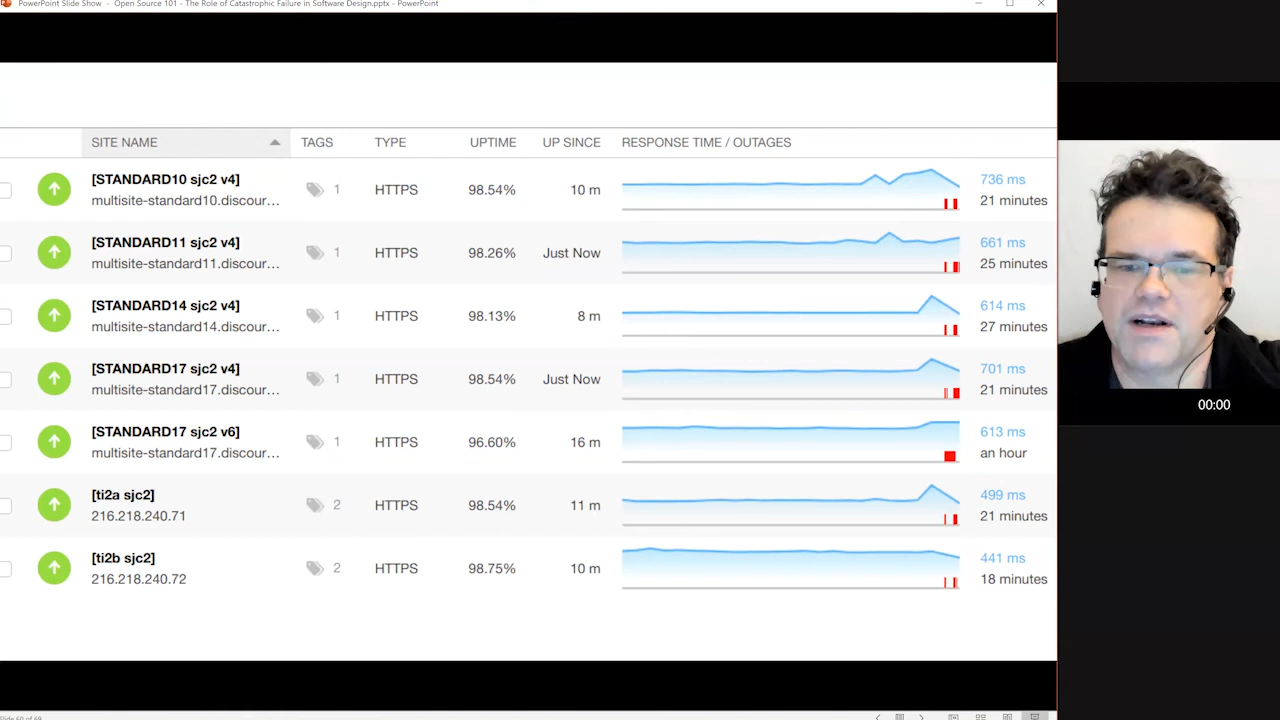 PowerPoint Slide Show - Open Source 101 - The Role of Catastrophic Failure in Software Design.pptx - PowerPoint
SITE NAME TAGS TYPE UPTIME UP SINCE RESPONSE TIME / OUTAGES
[STANDARD10 sjc2 v4]
multisite-standard10.discour... 1 HTTPS 98.54% 10 m 736 ms
21 minutes
[STANDARD11 sjc2 v4]
multisite-standard11.discour... 1 HTTPS 98.26% Just Now 661 ms
25 minutes
[STANDARD14 sjc2 v4]
multisite-standard14.discour... 1 HTTPS 98.13% 8 m 614 ms
27 minutes
[STANDARD17 sjc2 v4]
multisite-standard17.discour... 1 HTTPS 98.54% Just Now 701 ms
21 minutes
[STANDARD17 sjc2 v6]
multisite-standard17.discour... 1 HTTPS 96.60% 16 m 613 ms
an hour
[ti2a sjc2]
216.218.240.71 2 HTTPS 98.54% 11 m 499 ms
21 minutes
[ti2b sjc2]
216.218.240.72 2 HTTPS 98.75% 10 m 441 ms
18 minutes
00:00
Slide 60 of 69